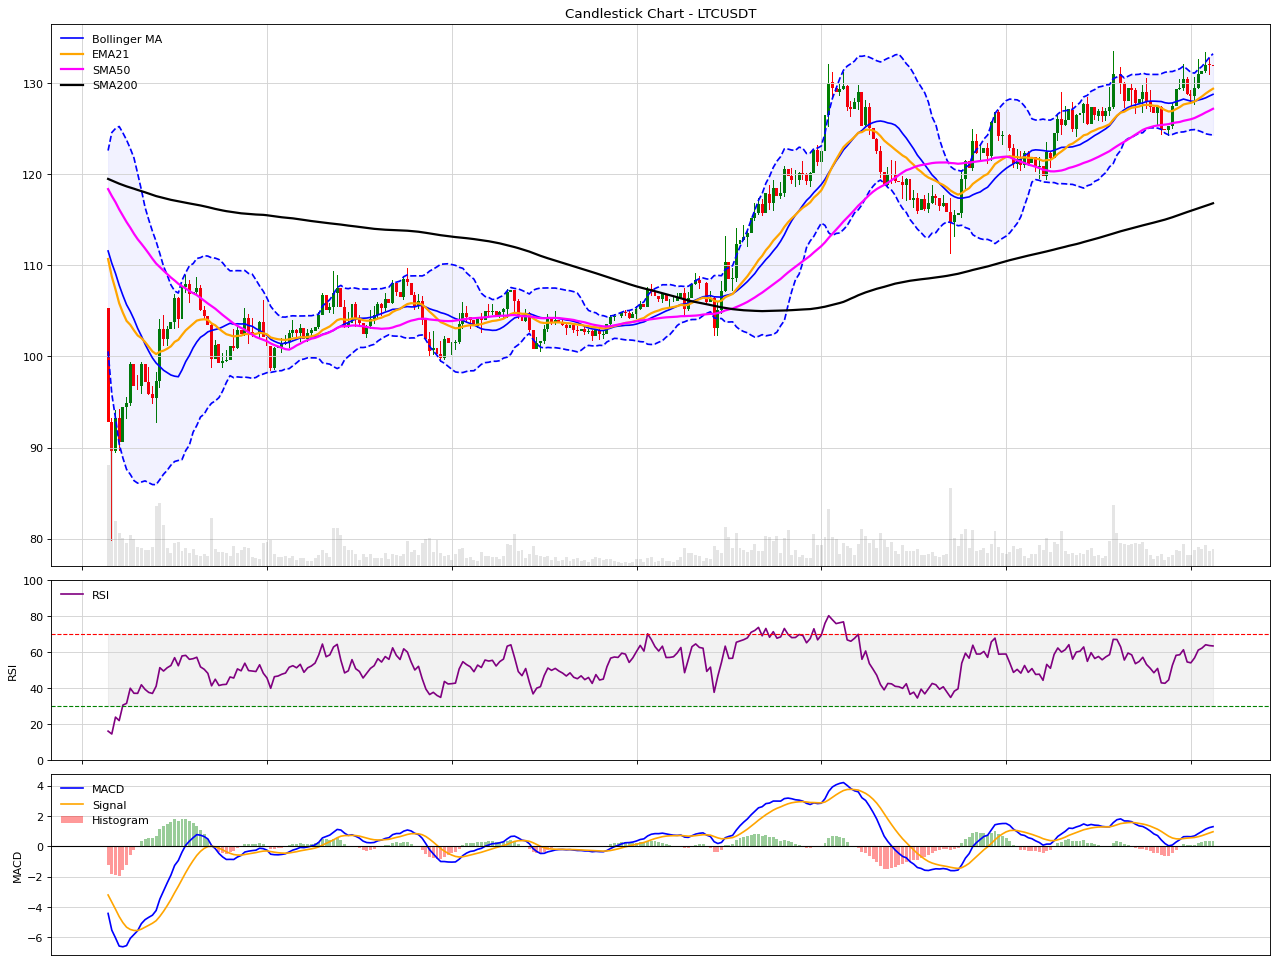 Candlestick Chart - LTCUSDT
Bollinger MA
EMA21
SMA50
SMA200
130
120
110
100
90
80
100
80
60
40
20
0
RSI
RSI
4
2
0
−2
−4
−6
MACD
MACD
Signal
Histogram